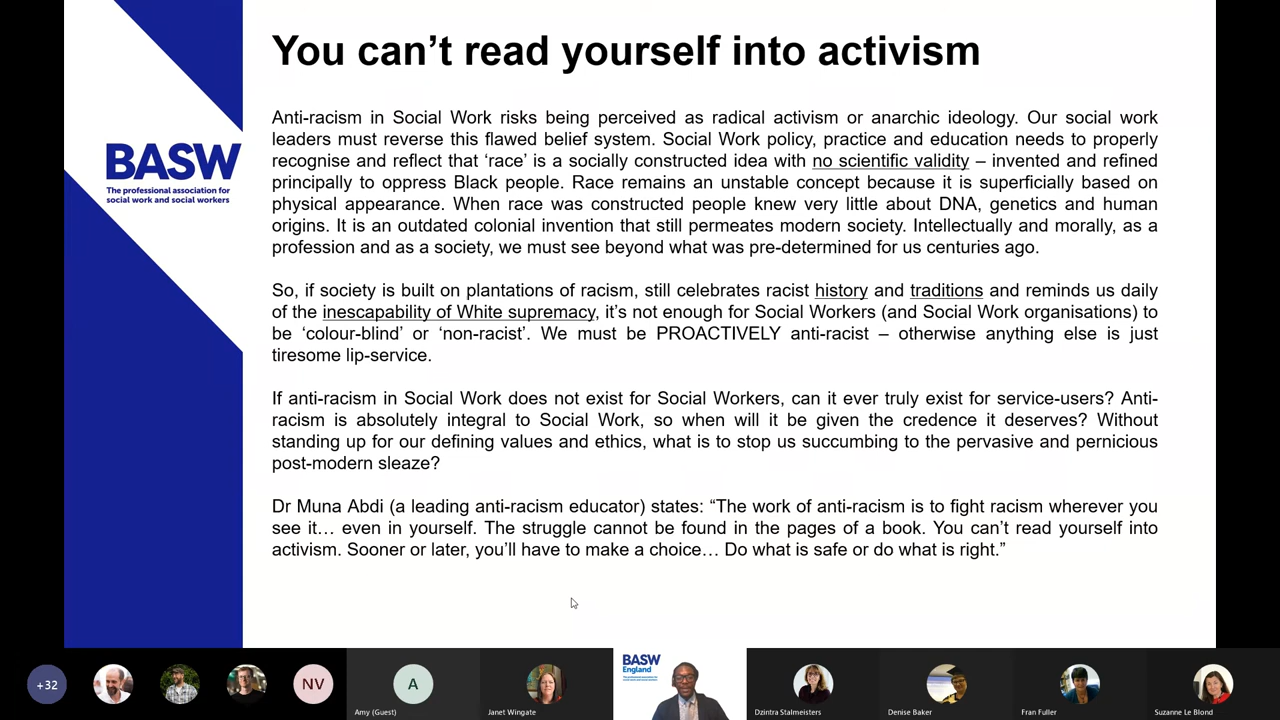 You can’t read yourself into activism
Anti-racism in Social Work risks being perceived as radical activism or anarchic ideology. Our social work
leaders must reverse this flawed belief system. Social Work policy, practice and education needs to properly
recognise and reflect that ‘race’ is a socially constructed idea with no scientific validity – invented and refined
principally to oppress Black people. Race remains an unstable concept because it is superficially based on
physical appearance. When race was constructed people knew very little about DNA, genetics and human
origins. It is an outdated colonial invention that still permeates modern society. Intellectually and morally, as a
profession and as a society, we must see beyond what was pre-determined for us centuries ago.
So, if society is built on plantations of racism, still celebrates racist history and traditions and reminds us daily
of the inescapability of White supremacy, it’s not enough for Social Workers (and Social Work organisations) to
be ‘colour-blind’ or ‘non-racist’. We must be PROACTIVELY anti-racist – otherwise anything else is just
tiresome lip-service.
If anti-racism in Social Work does not exist for Social Workers, can it ever truly exist for service-users? Anti-
racism is absolutely integral to Social Work, so when will it be given the credence it deserves? Without
standing up for our defining values and ethics, what is to stop us succumbing to the pervasive and pernicious
post-modern sleaze?
Dr Muna Abdi (a leading anti-racism educator) states: “The work of anti-racism is to fight racism wherever you
see it… even in yourself. The struggle cannot be found in the pages of a book. You can’t read yourself into
activism. Sooner or later, you’ll have to make a choice… Do what is safe or do what is right.”
BASW
The professional association for
social work and social workers
+32
NV
A
Amy (Guest)
Janet Wingate
BASW
England
Dzintra Stalmeisters
Denise Baker
Fran Fuller
Suzanne Le Blond